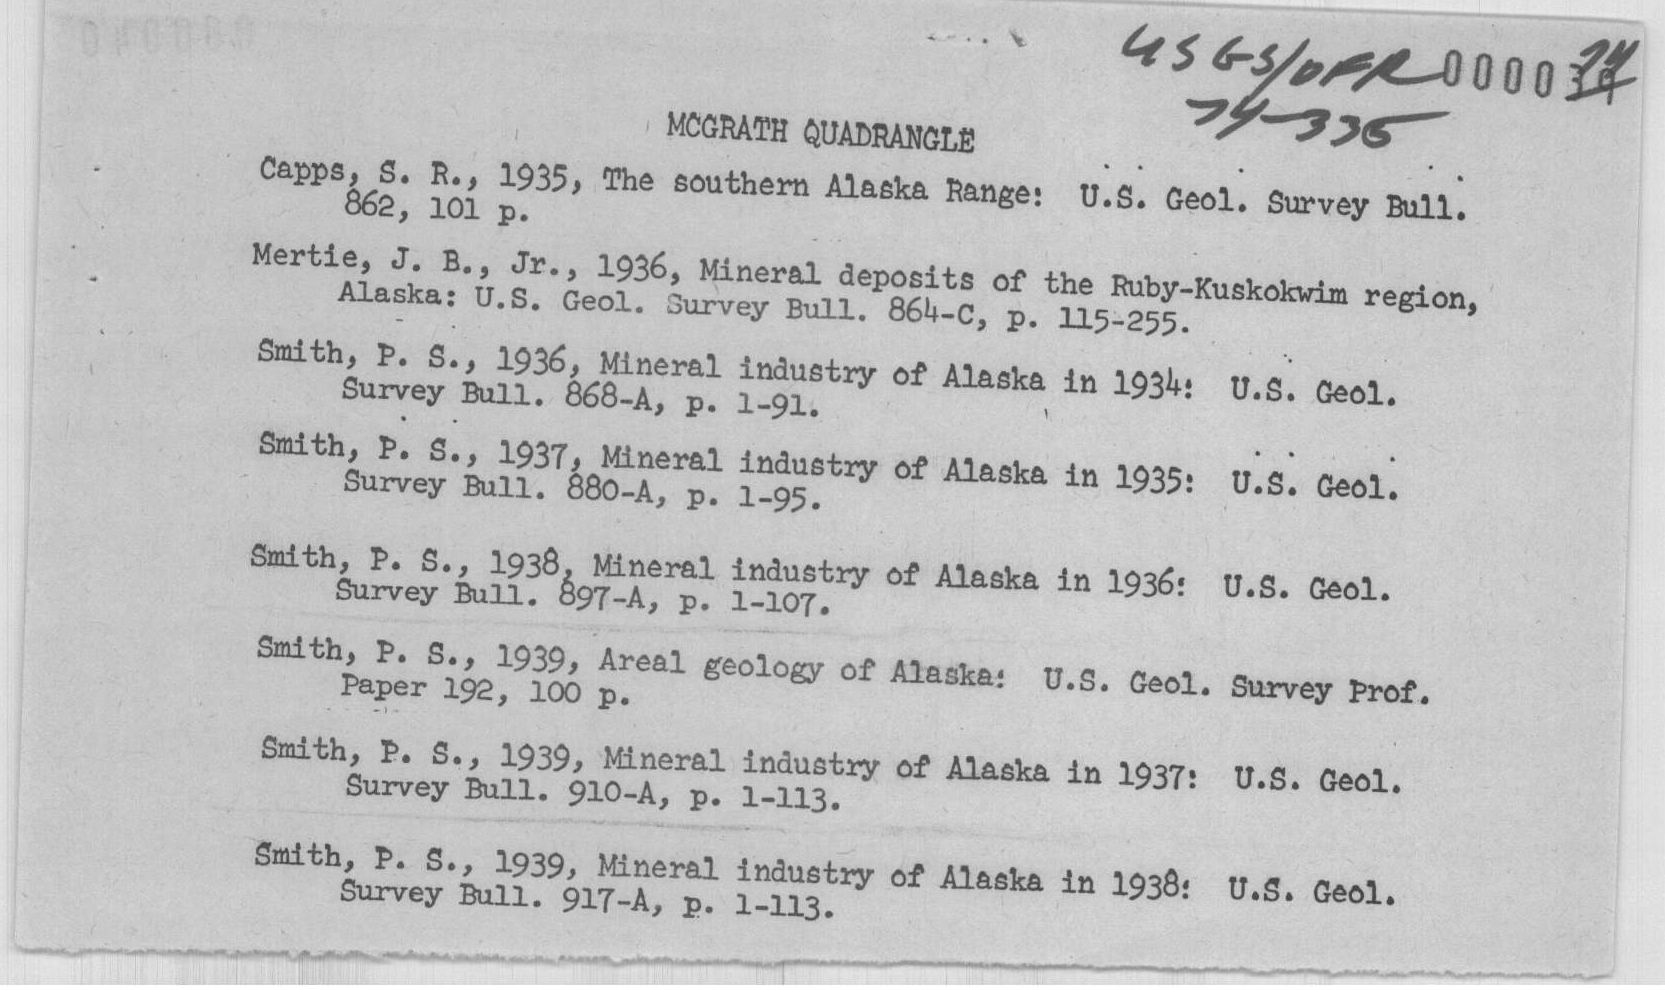 USGS/OFR 0000
74-335
MCGRATH QUADRANGLE
Capps, S. R., 1935, The southern Alaska Range: U.S. Geol. Survey Bull.
862, 101 p.
Mertie, J. B., Jr., 1936, Mineral deposits of the Ruby-Kuskokwim region,
Alaska: U.S. Geol. Survey Bull. 864-C, p. 115-255.
Smith, P. S., 1936, Mineral industry of Alaska in 1934: U.S. Geol.
Survey Bull. 868-A, p. 1-91.
Smith, P. S., 1937, Mineral industry of Alaska in 1935: U.S. Geol.
Survey Bull. 880-A, p. 1-95.
Smith, P. S., 1938, Mineral industry of Alaska in 1936: U.S. Geol.
Survey Bull. 897-A, p. 1-107.
Smith, P. S., 1939, Areal geology of Alaska: U.S. Geol. Survey Prof.
Paper 192, 100 p.
Smith, P. S., 1939, Mineral industry of Alaska in 1937: U.S. Geol.
Survey Bull. 910-A, p. 1-113.
Smith, P. S., 1939, Mineral industry of Alaska in 1938: U.S. Geol.
Survey Bull. 917-A, p. 1-113.